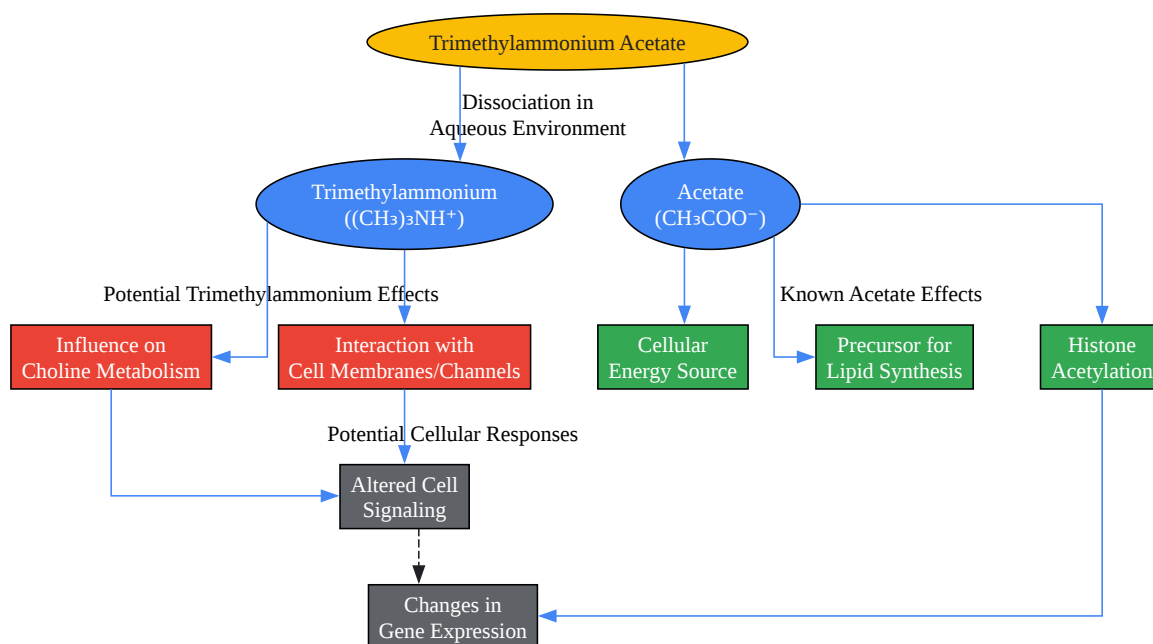 Trimethylammonium Acetate
Dissociation in
Aqueous Environment
Trimethylammonium
((CH₃)₃NH⁺)
Acetate
(CH₃COO⁻)
Potential Trimethylammonium Effects
Known Acetate Effects
Influence on
Choline Metabolism
Interaction with
Cell Membranes/Channels
Cellular
Energy Source
Precursor for
Lipid Synthesis
Histone
Acetylation
Potential Cellular Responses
Altered Cell
Signaling
Changes in
Gene Expression